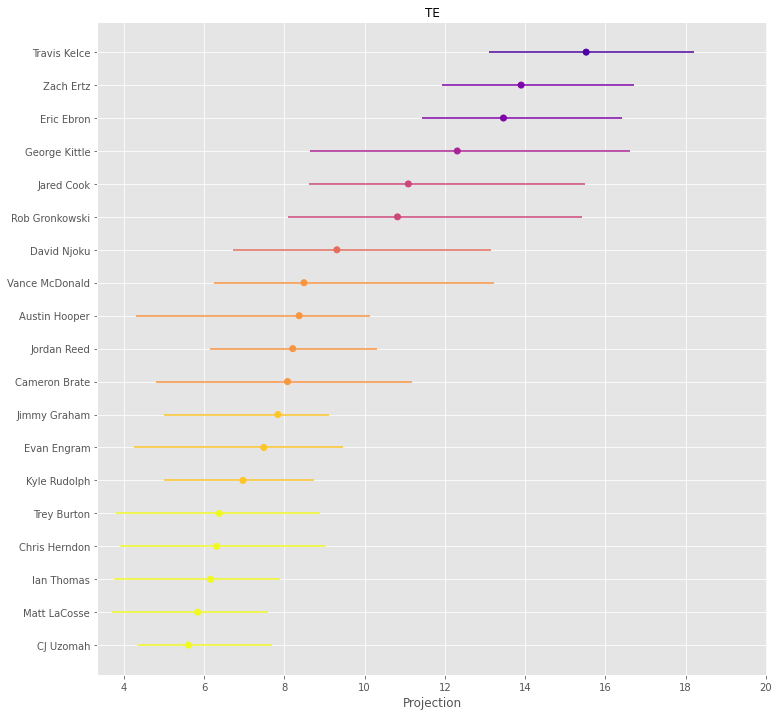 TE
Travis Kelce
Zach Ertz
Eric Ebron
George Kittle
Jared Cook
Rob Gronkowski
David Njoku
Vance McDonald
Austin Hooper
Jordan Reed
Cameron Brate
Jimmy Graham
Evan Engram
Kyle Rudolph
Trey Burton
Chris Herndon
Ian Thomas
Matt LaCosse
CJ Uzomah
4 6 8 10 12 14 16 18 20
Projection